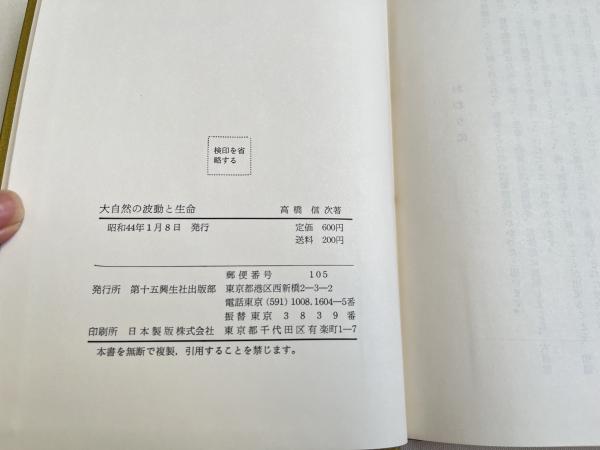 検印を省
略する
大自然の波動と生命 高橋 信次著
昭和44年1月8日 発行 定価 600円
送料 200円
郵便番号 105
発行所 第十五興生社出版部 東京都港区西新橋2―3―2
電話東京(591)1008.1604―5番
振替東京 3839番
印刷所 日本製版株式会社 東京都千代田区有楽町1―7
本書を無断で複製，引用することを禁じます。